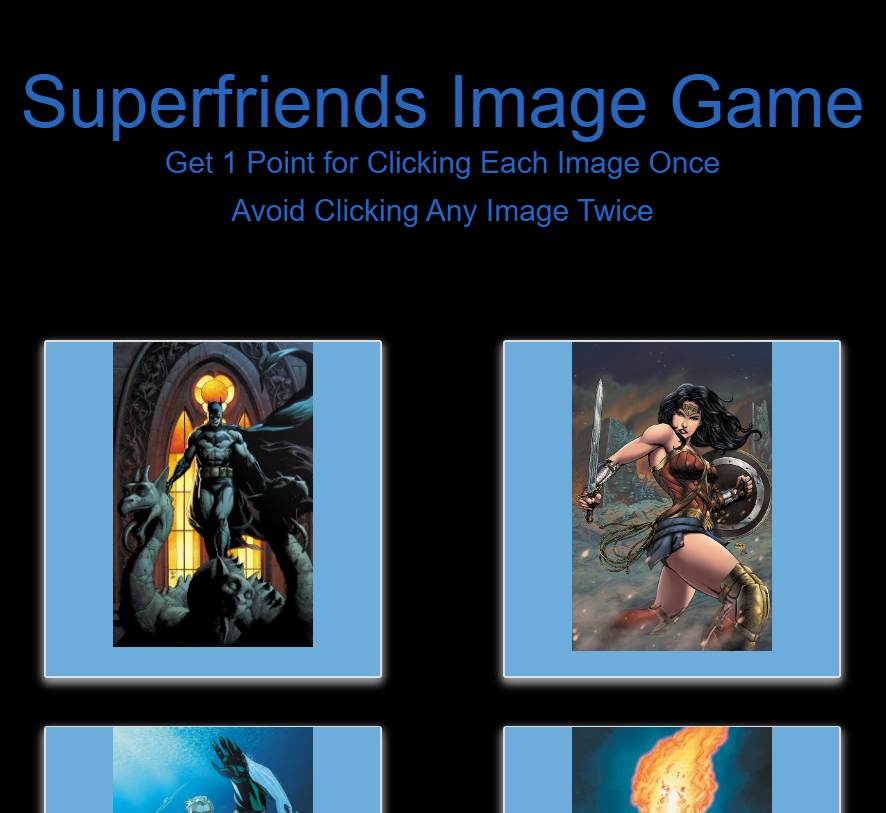 Superfriends Image Game
Get 1 Point for Clicking Each Image Once
Avoid Clicking Any Image Twice